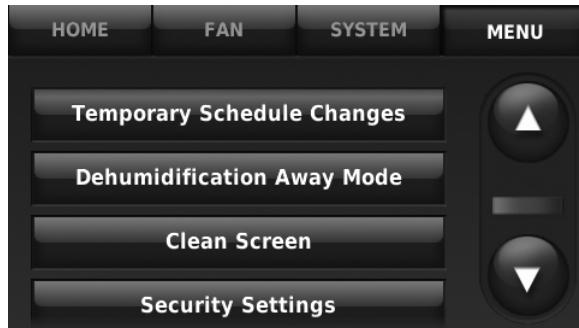 HOME FAN SYSTEM MENU
Temporary Schedule Changes
Dehumidification Away Mode
Clean Screen
Security Settings